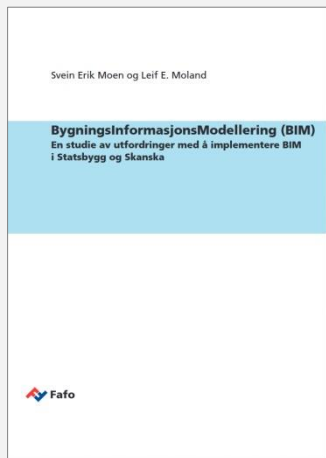 Svein Erik Moen og Leif E. Moland
BygningsInformasjonsModellering (BIM)
En studie av utfordringer med å implementere BIM
i Statsbygg og Skanska
Fafo